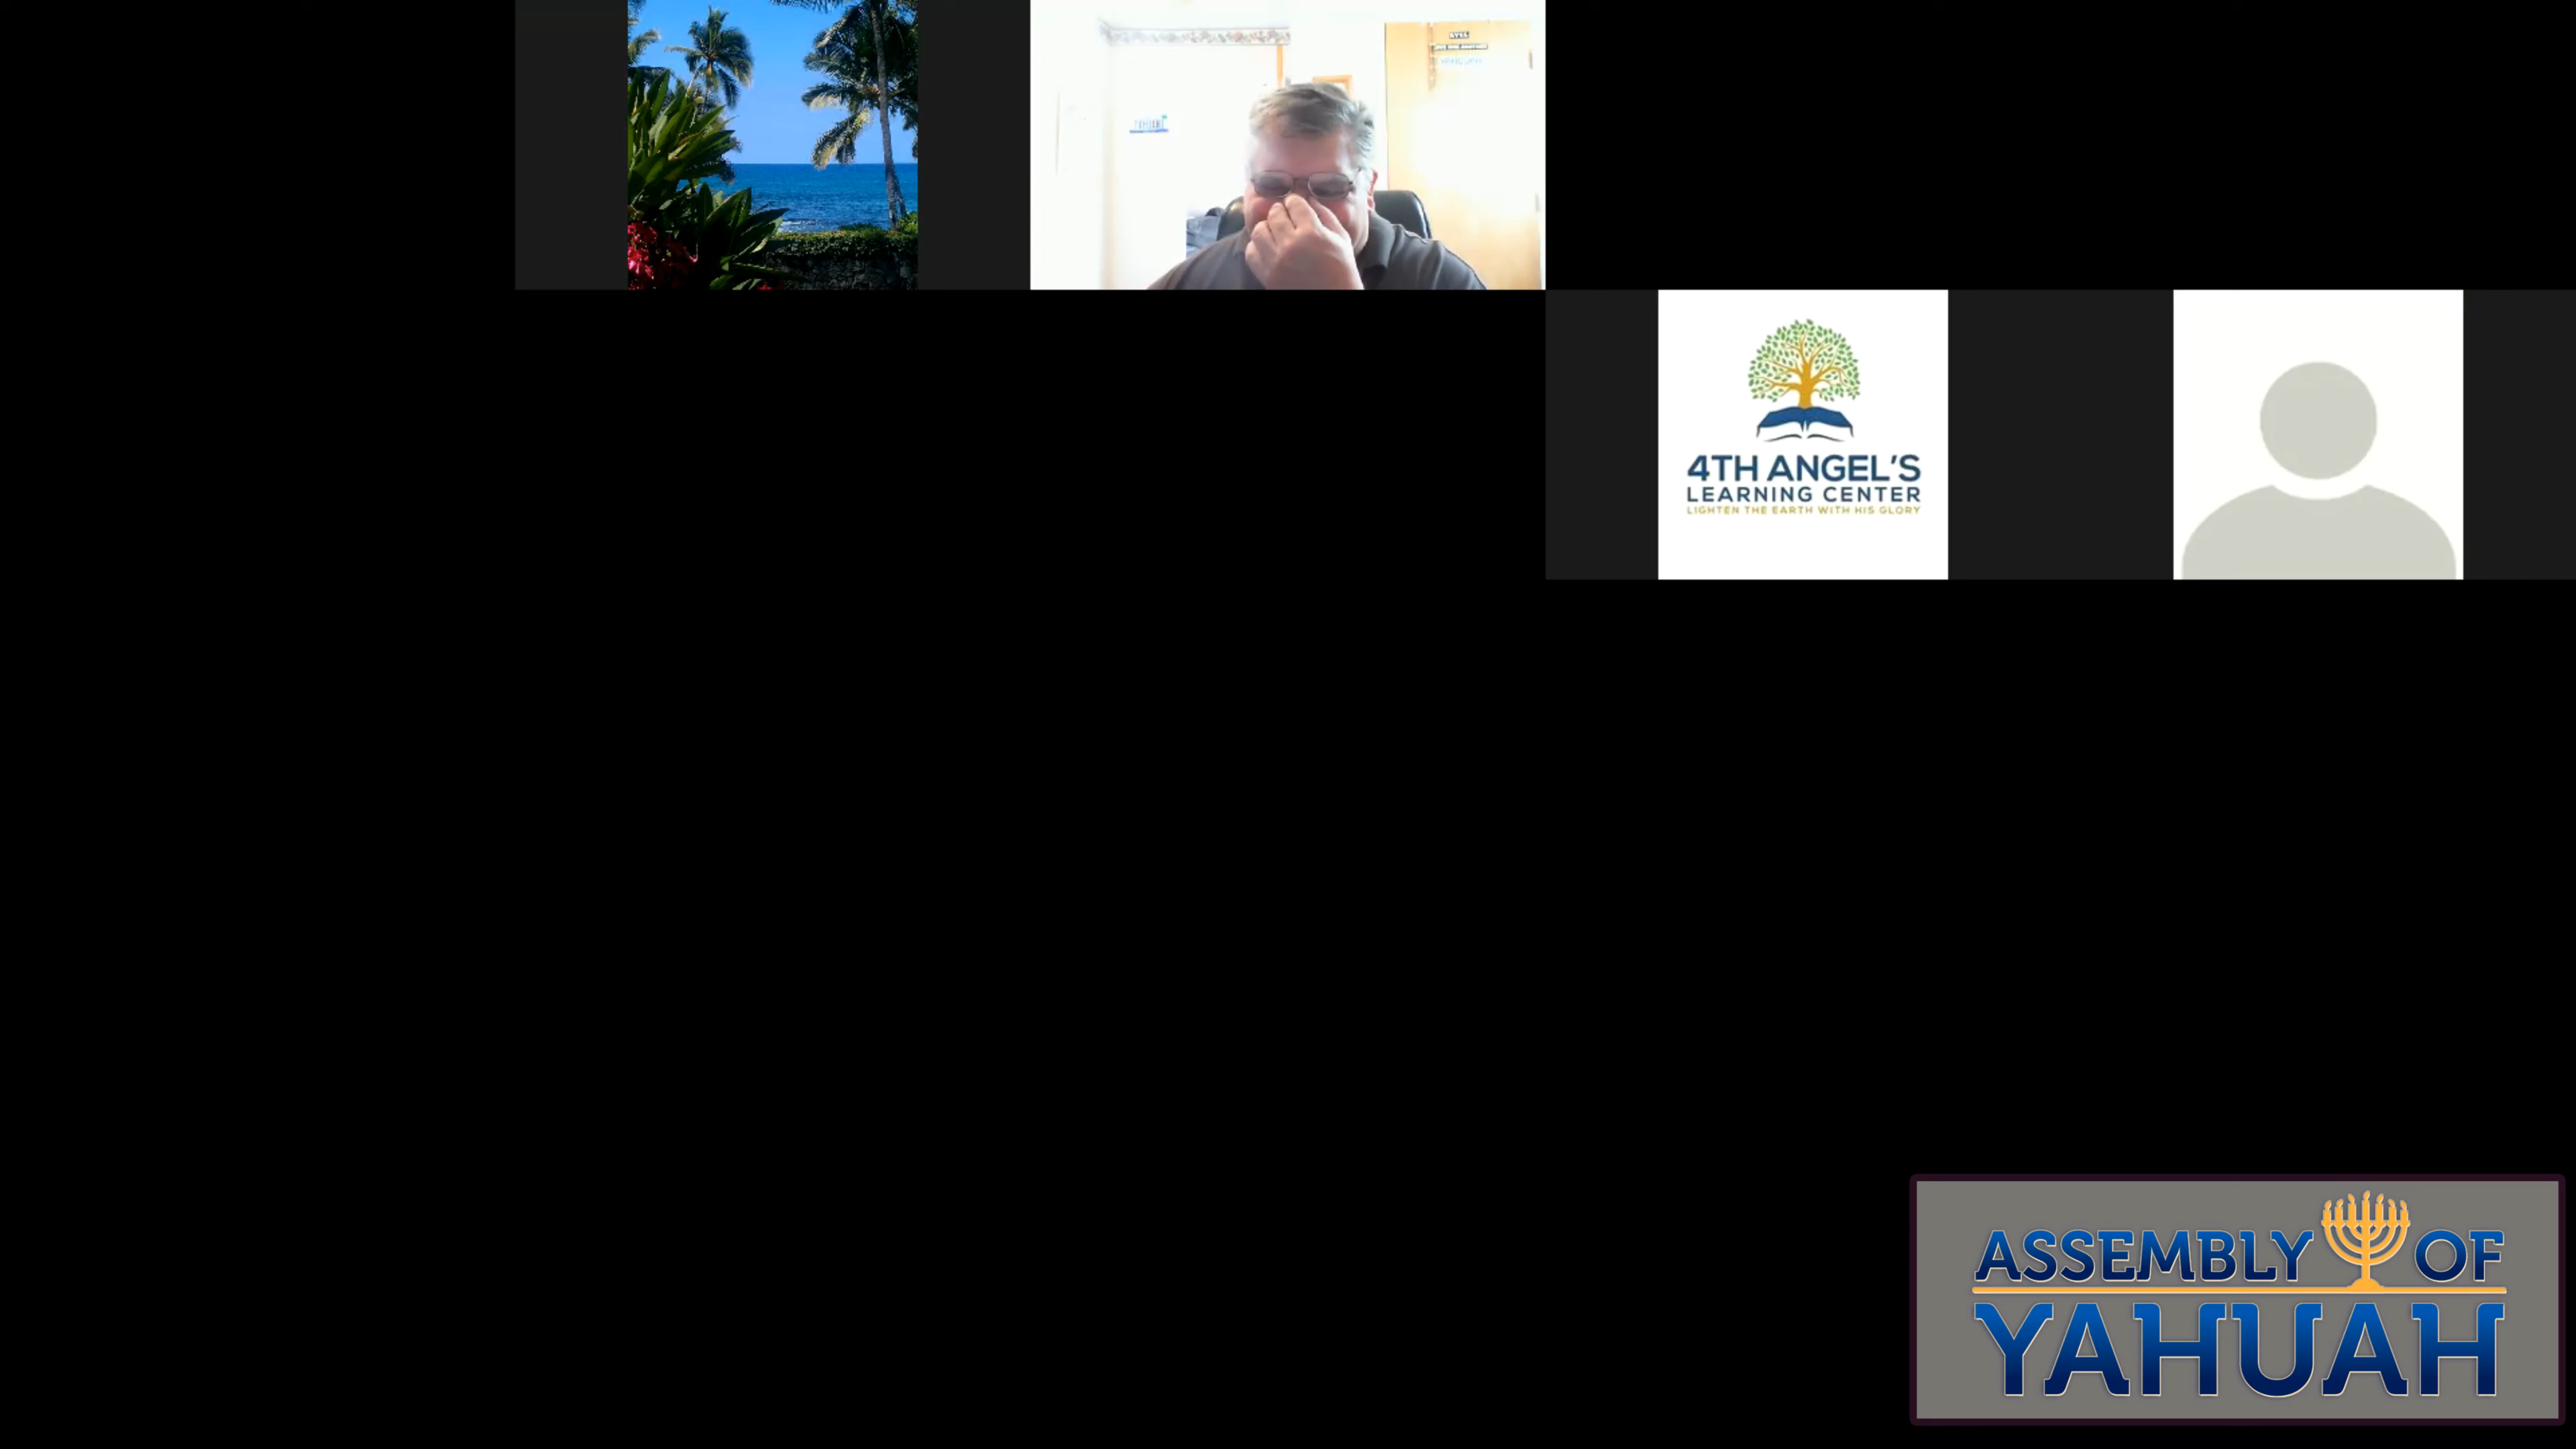 4TH ANGEL'S
LEARNING CENTER
LIGHTEN THE EARTH WITH HIS GLORY
ASSEMBLY OF
YAHUAH